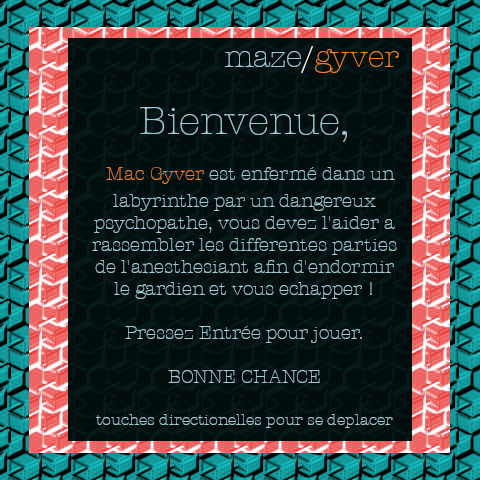 maze/gyver
Bienvenue,
Mac Gyver est enfermé dans un
labyrinthe par un dangereux
psychopathe, vous devez l'aider a
rassembler les differentes parties
de l'anesthesiant afin d'endormir
le gardien et vous echapper !
Pressez Entrée pour jouer.
BONNE CHANCE
touches directionelles pour se deplacer